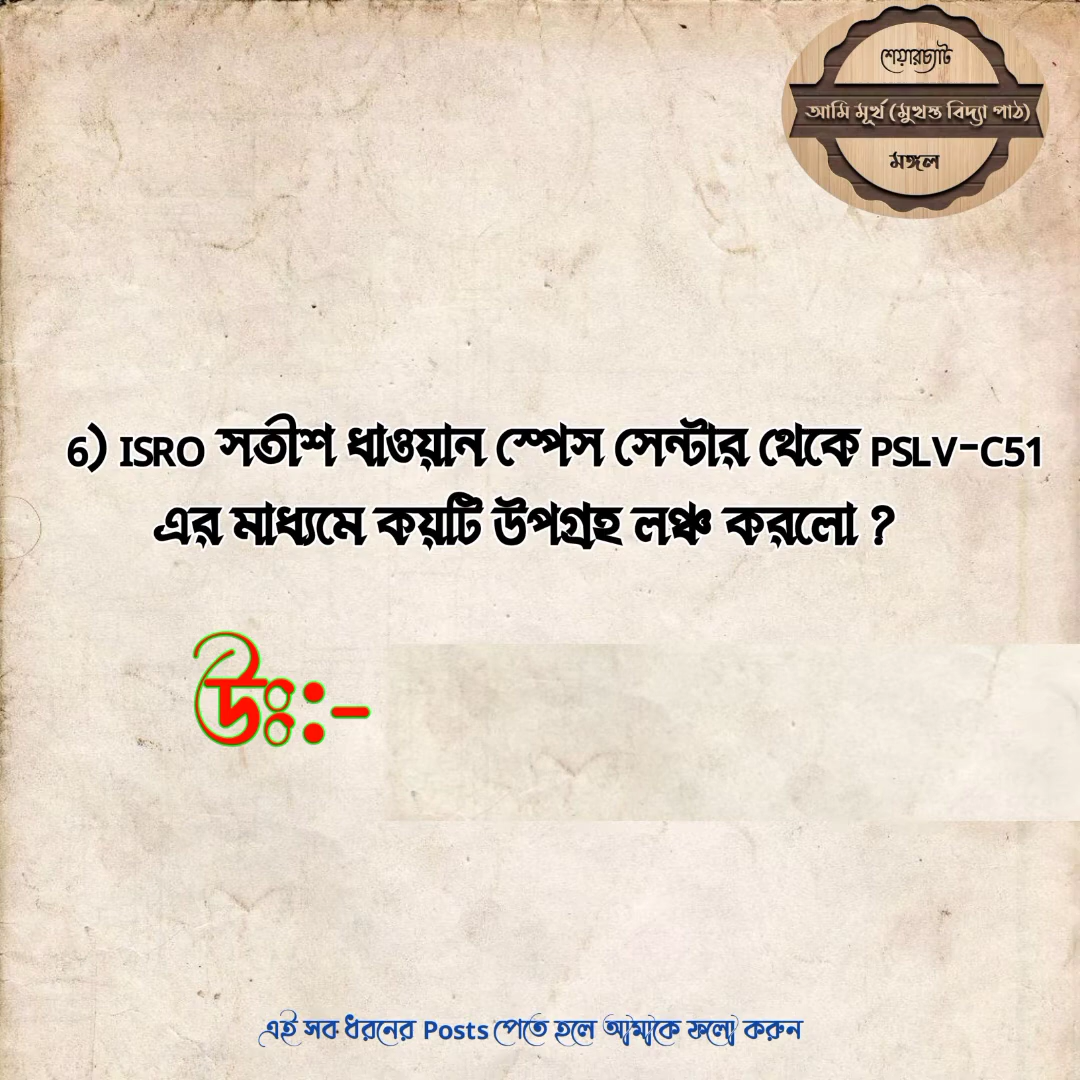 শেয়ারচ্যাট
আমি মূর্খ (মুখস্ত বিদ্যা পাঠ)
মঙ্গল
6) ISRO সতীশ ধাওয়ান স্পেস সেন্টার থেকে PSLV-C51
এর মাধ্যমে কয়টি উপগ্রহ লঞ্চ করলো ?
উঃ:-
এই সব ধরনের Posts পেতে হলে আমাকে ফলো করুন